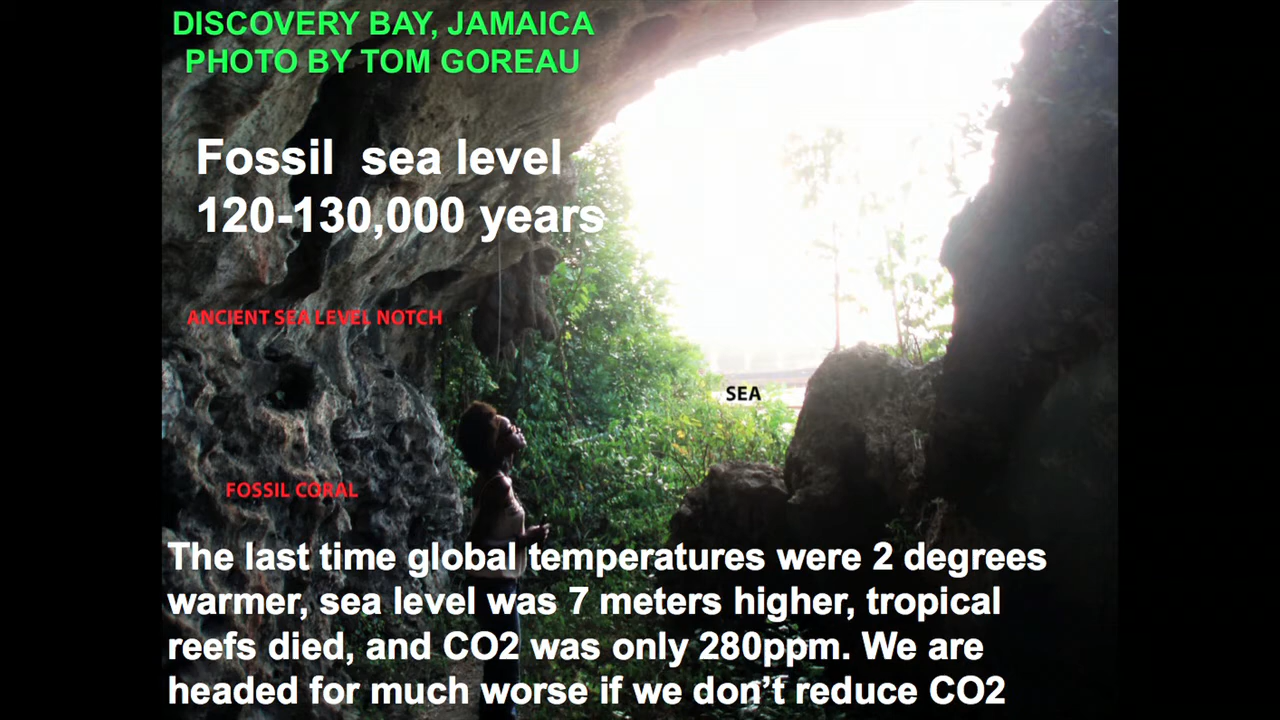 DISCOVERY BAY, JAMAICA
PHOTO BY TOM GOREAU
Fossil sea level
120-130,000 years
ANCIENT SEA LEVEL NOTCH
SEA
FOSSIL CORAL
The last time global temperatures were 2 degrees
warmer, sea level was 7 meters higher, tropical
reefs died, and CO2 was only 280ppm. We are
headed for much worse if we don’t reduce CO2